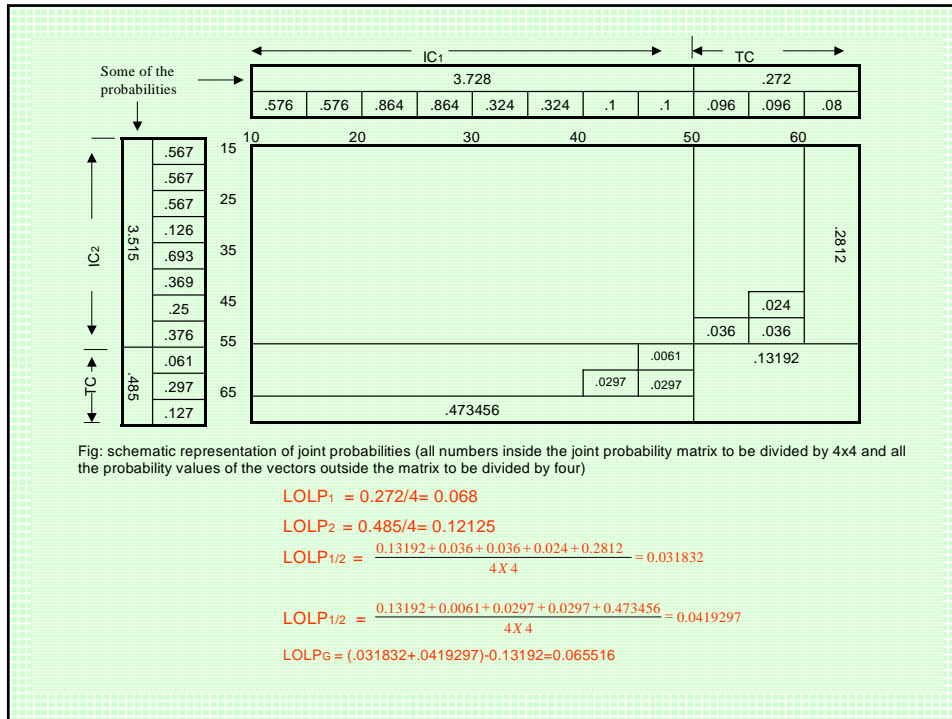 IC1 TC
Some of the
probabilities
3.728 .272
.576 .576 .864 .864 .324 .324 .1 .1 .096 .096 .08
10 20 30 40 50 60
15
25
35
45
55
65
IC2
TC
3.515
.485
.567
.567
.567
.126
.693
.369
.25
.376
.061
.297
.127
.2812
.024
.036 .036
.0061 .13192
.0297 .0297
.473456
Fig: schematic representation of joint probabilities (all numbers inside the joint probability matrix to be divided by 4x4 and all
the probability values of the vectors outside the matrix to be divided by four)
LOLP1 = 0.272/4= 0.068
LOLP2 = 0.485/4= 0.12125
LOLP1/2 = 0.13192+0.036+0.036+0.024+0.2812 / 4X4 = 0.031832
LOLP1/2 = 0.13192+0.0061+0.0297+0.0297+0.473456 / 4X4 = 0.0419297
LOLPG = (.031832+.0419297)-0.13192=0.065516